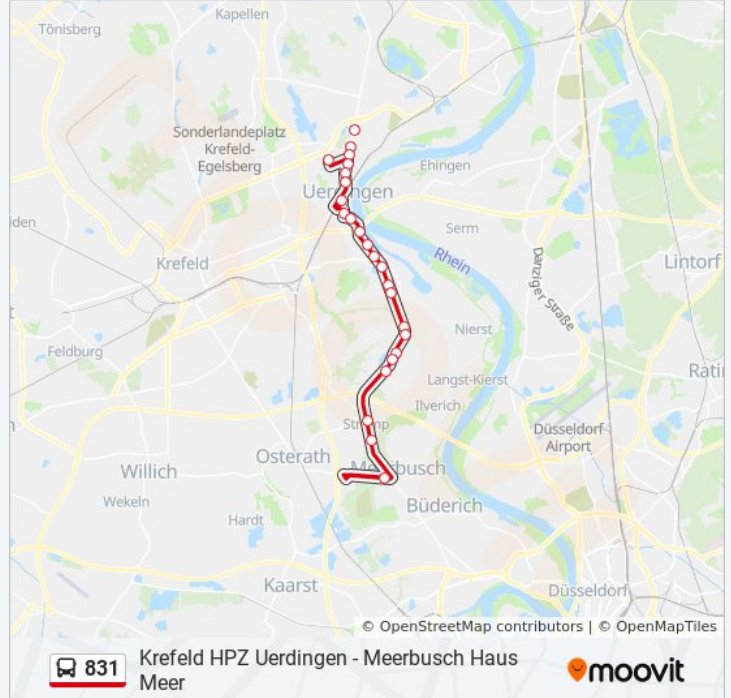 Kapellen
Tönisberg
Sonderlandeplatz
Krefeld-
Egelsberg
Ehingen
Uerdingen
Serm
Krefeld
Rhein
Danziger Straße
Lintorf
Nierst
Feldburg
Langst-Kierst
Ilverich
Düsseldorf
Airport
Osterath
Meerbusch
Willich
Wekeln
Büderich
Hardt
Kaarst
Düsseldorf
© OpenStreetMap contributors | © OpenMapTiles
831
Krefeld HPZ Uerdingen - Meerbusch Haus
Meer
moovit